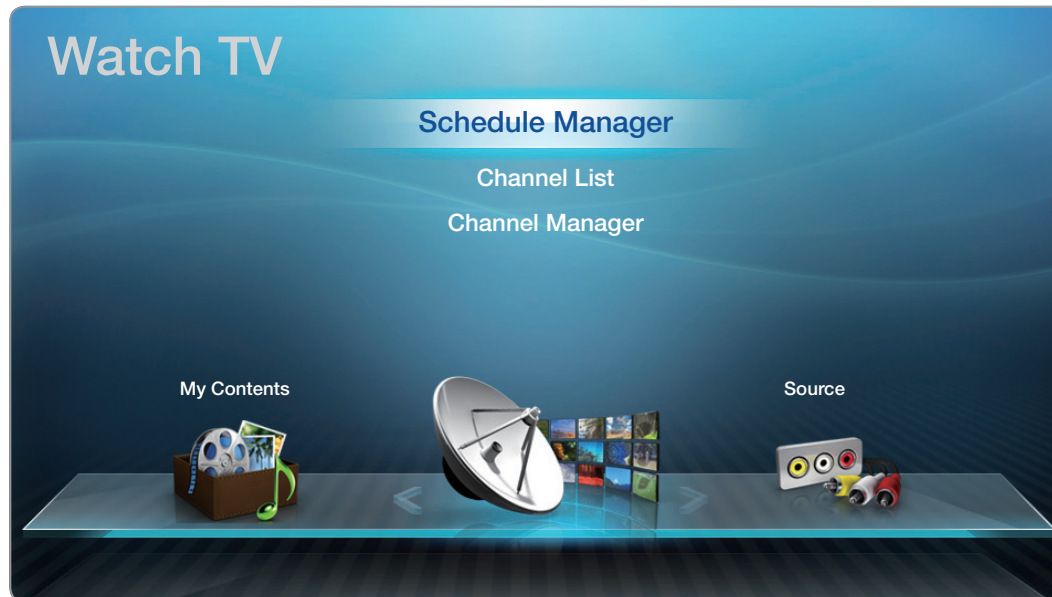 Watch TV
Schedule Manager
Channel List
Channel Manager
My Contents
Source